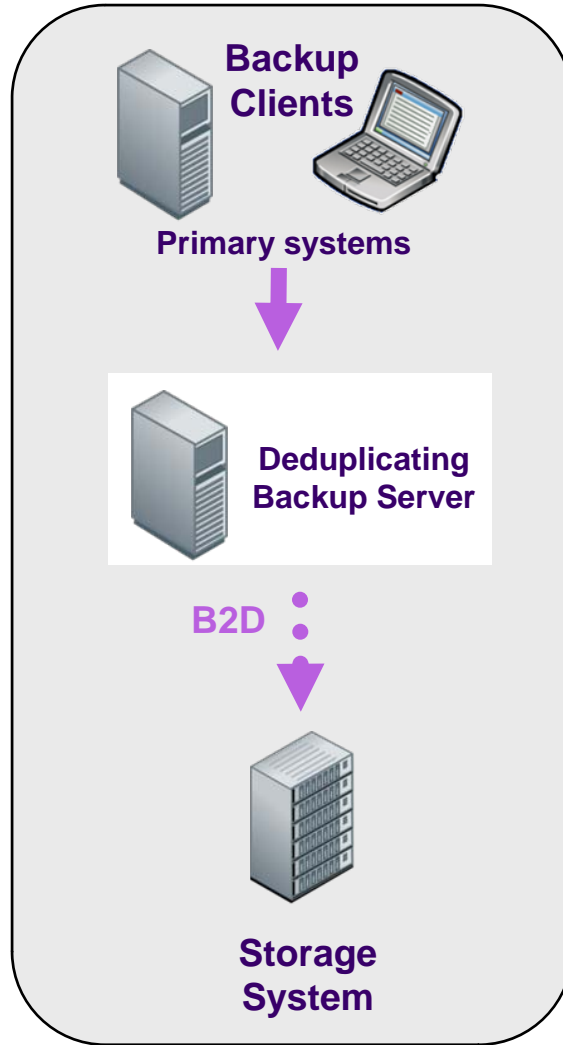 Backup
Clients
Primary systems
Deduplicating
Backup Server
B2D
Storage
System